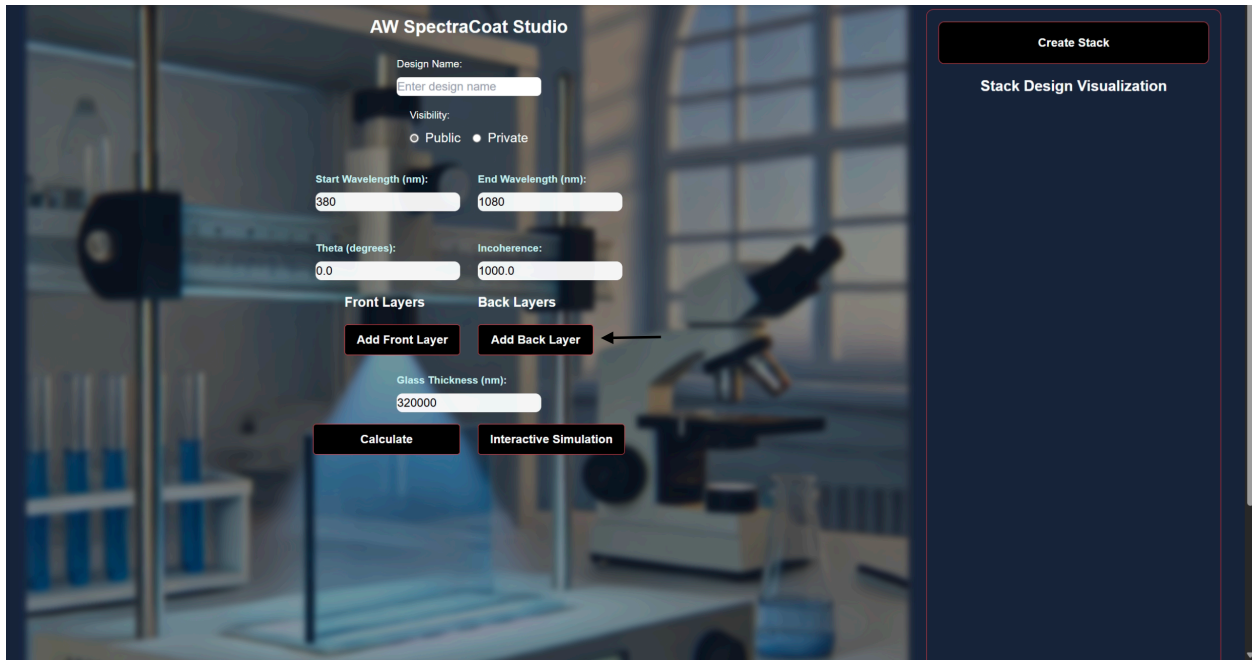 AW SpectraCoat Studio
Design Name:
Enter design name
Visibility:
Public Private
Start Wavelength (nm): End Wavelength (nm):
380 1080
Theta (degrees): Incoherence:
0.0 1000.0
Front Layers Back Layers
Add Front Layer Add Back Layer
Glass Thickness (nm):
320000
Calculate Interactive Simulation
Create Stack
Stack Design Visualization